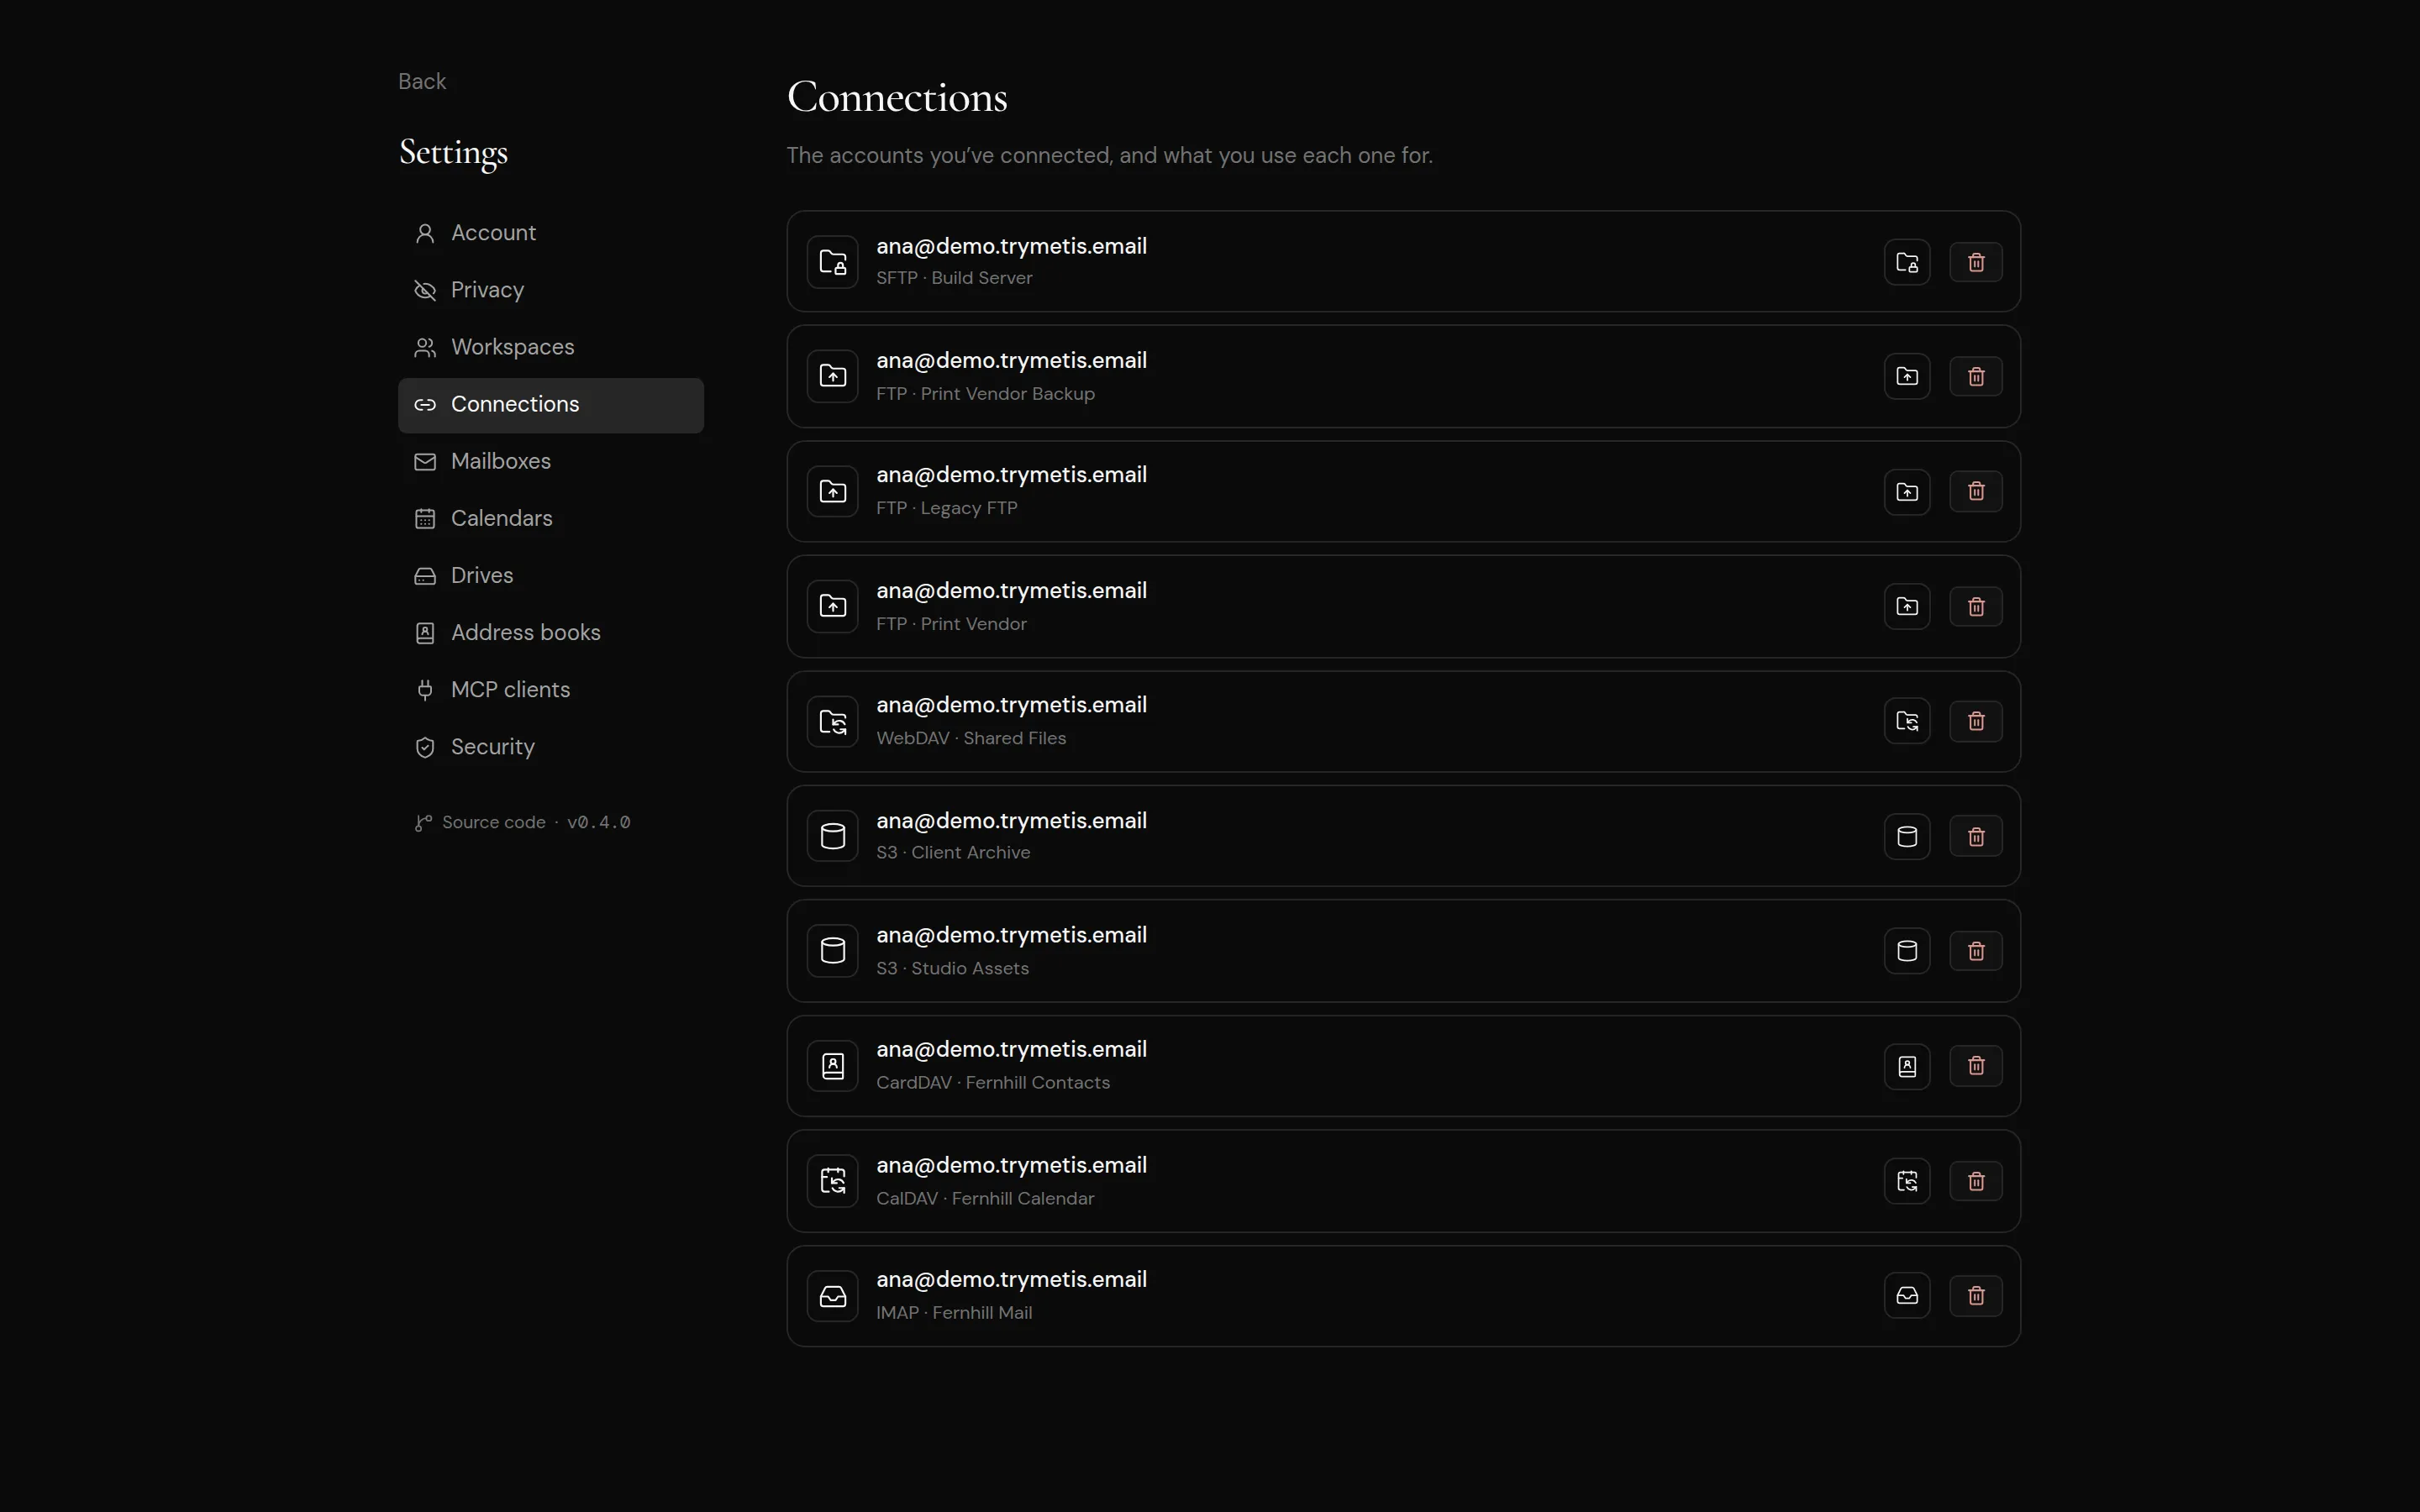 Back
Settings
Account
Privacy
Workspaces
Connections
Mailboxes
Calendars
Drives
Address books
MCP clients
Security
Source code · v0.4.0
Connections
The accounts you’ve connected, and what you use each one for.
ana@demo.trymetis.email
SFTP · Build Server
ana@demo.trymetis.email
FTP · Print Vendor Backup
ana@demo.trymetis.email
FTP · Legacy FTP
ana@demo.trymetis.email
FTP · Print Vendor
ana@demo.trymetis.email
WebDAV · Shared Files
ana@demo.trymetis.email
S3 · Client Archive
ana@demo.trymetis.email
S3 · Studio Assets
ana@demo.trymetis.email
CardDAV · Fernhill Contacts
ana@demo.trymetis.email
CalDAV · Fernhill Calendar
ana@demo.trymetis.email
IMAP · Fernhill Mail